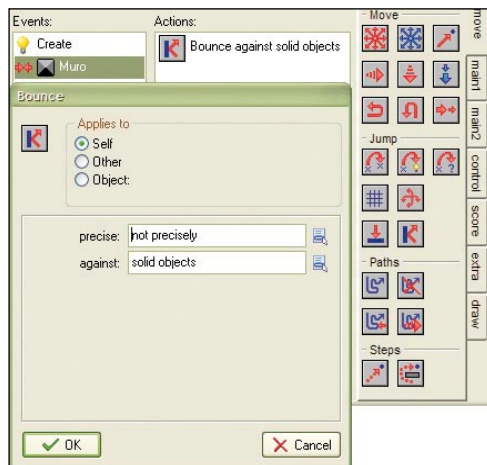 Events:
Actions:
Create
Bounce against solid objects
Muro
Bounce
Applies to
Self
Other
Object:
precise: not precisely
against: solid objects
OK
Cancel
Move
Jump
Paths
Steps
move
main1
main2
control
score
extra
draw